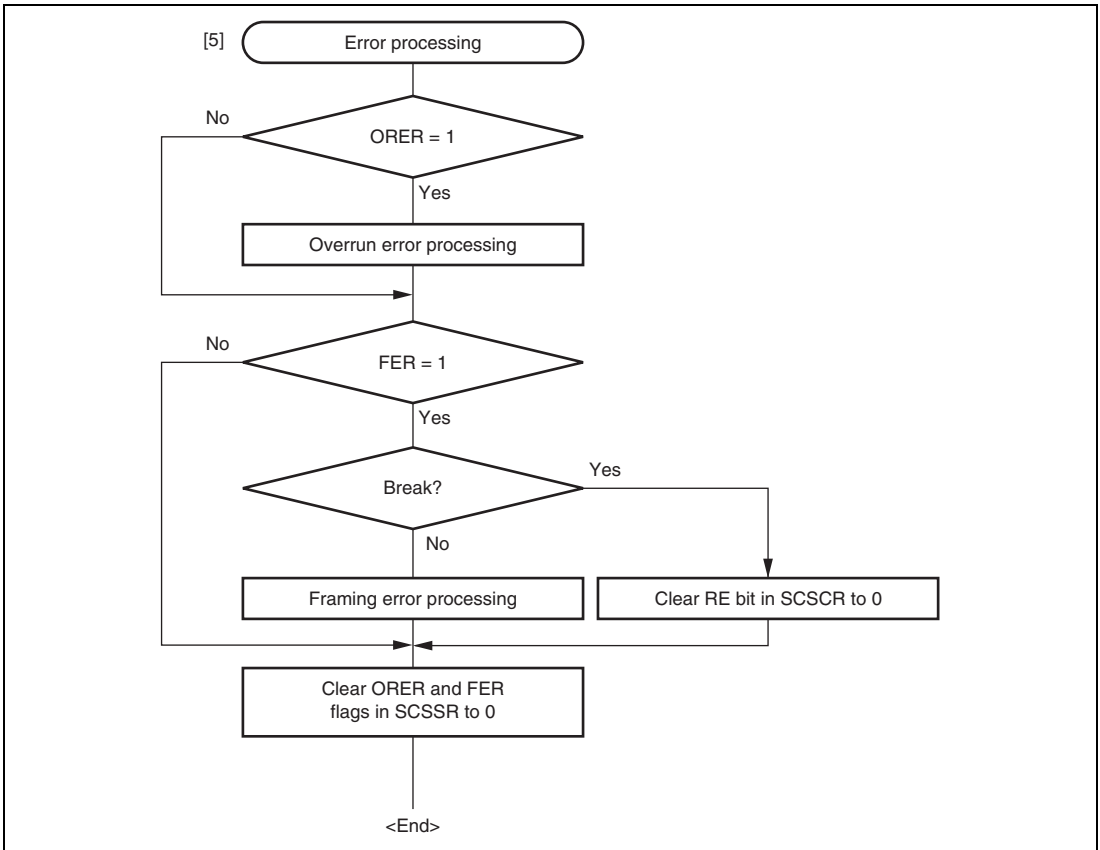 [5]
Error processing
No
ORER = 1
Yes
Overrun error processing
No
FER = 1
Yes
Break?
Yes
No
Framing error processing
Clear RE bit in SCSCR to 0
Clear ORER and FER
flags in SCSSR to 0
<End>